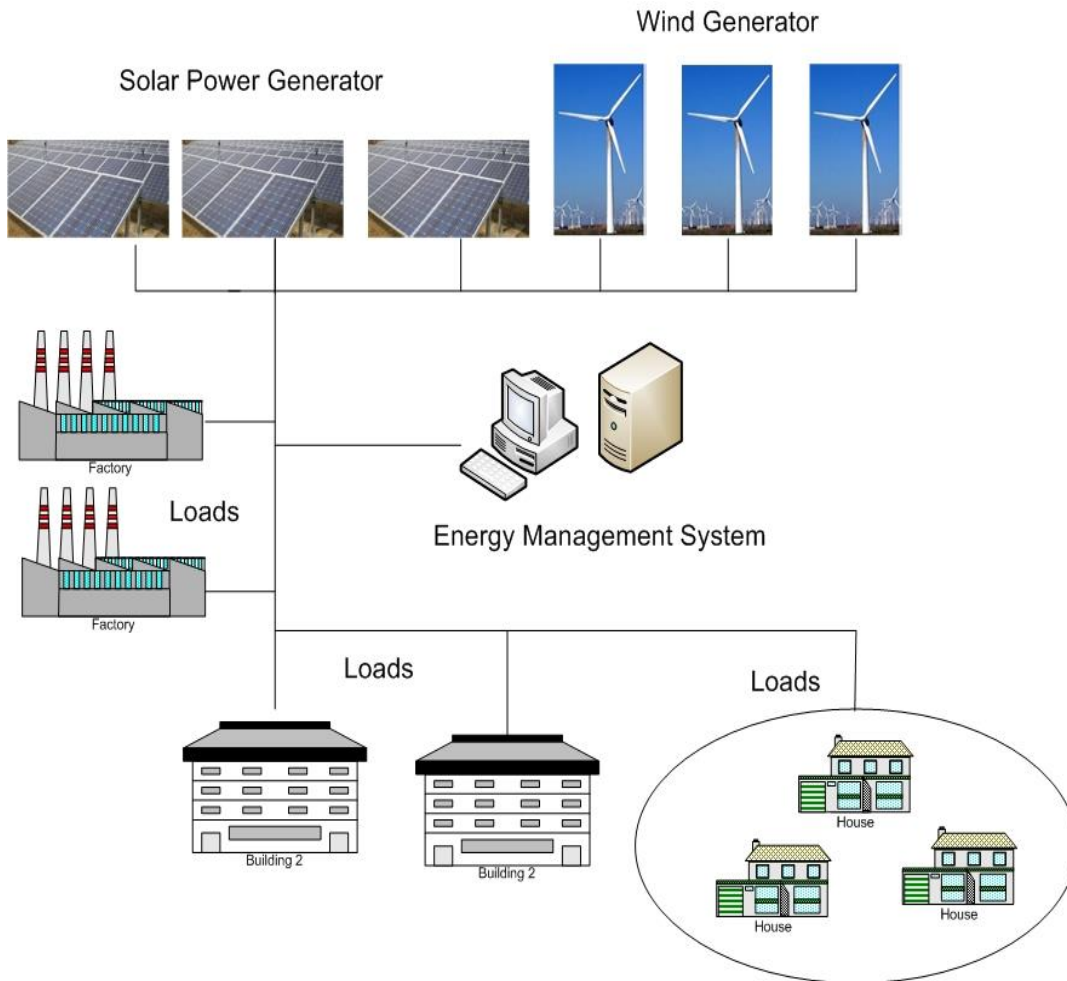 Wind Generator
Solar Power Generator
Factory
Loads
Energy Management System
Factory
Loads
Loads
House
Building 2
Building 2
House
House